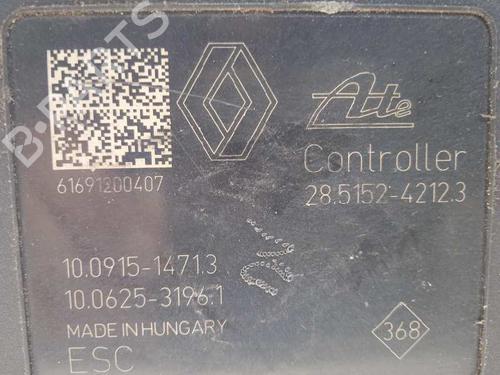 B-PARTS
Ate
61691200407
Controller
28.5152-4212.3
10.0915-1471.3
10.0625-3196.1
MADE IN HUNGARY
368
ESC